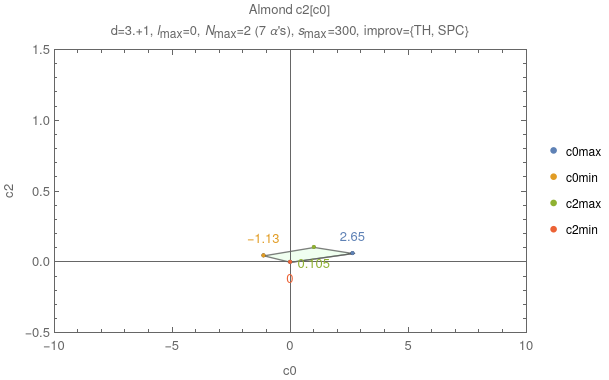 Almond c2[c0]
d=3.+1, lmax=0, Nmax=2 (7 α's), smax=300, improv={TH, SPC}
1.5
1.0
0.5
0.0
−0.5
c2
−1.13
2.65
0.105
0
−10
−5
0
5
10
c0
c0max
c0min
c2max
c2min